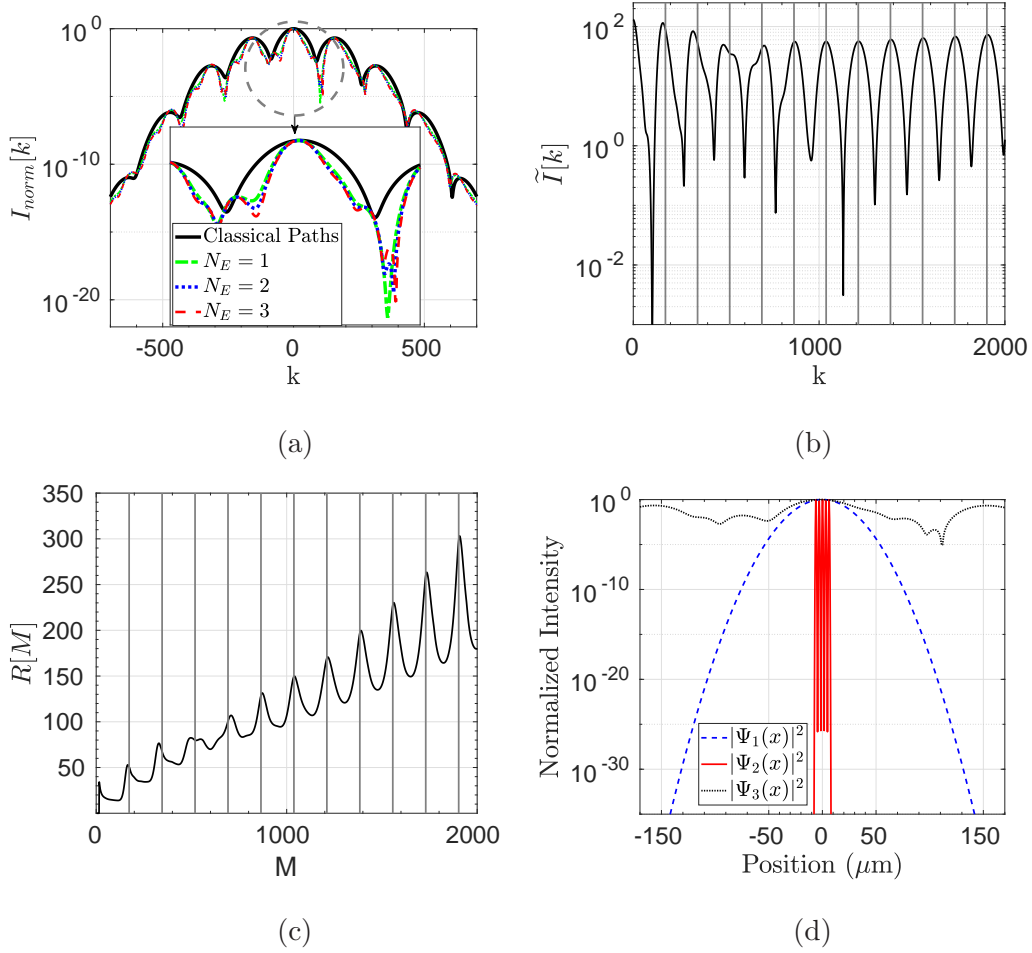 10^0
10^-10
10^-20
I_norm[k]
Classical Paths
N_E = 1
N_E = 2
N_E = 3
-500 0 500
k
(a)
10^2
10^0
10^-2
Ĩ[k]
0 1000 2000
k
(b)
350
300
250
200
150
100
50
R[M]
0 1000 2000
M
(c)
10^0
10^-10
10^-20
10^-30
Normalized Intensity
|Ψ_1(x)|^2
|Ψ_2(x)|^2
|Ψ_3(x)|^2
-150 -50 0 50 150
Position (μm)
(d)